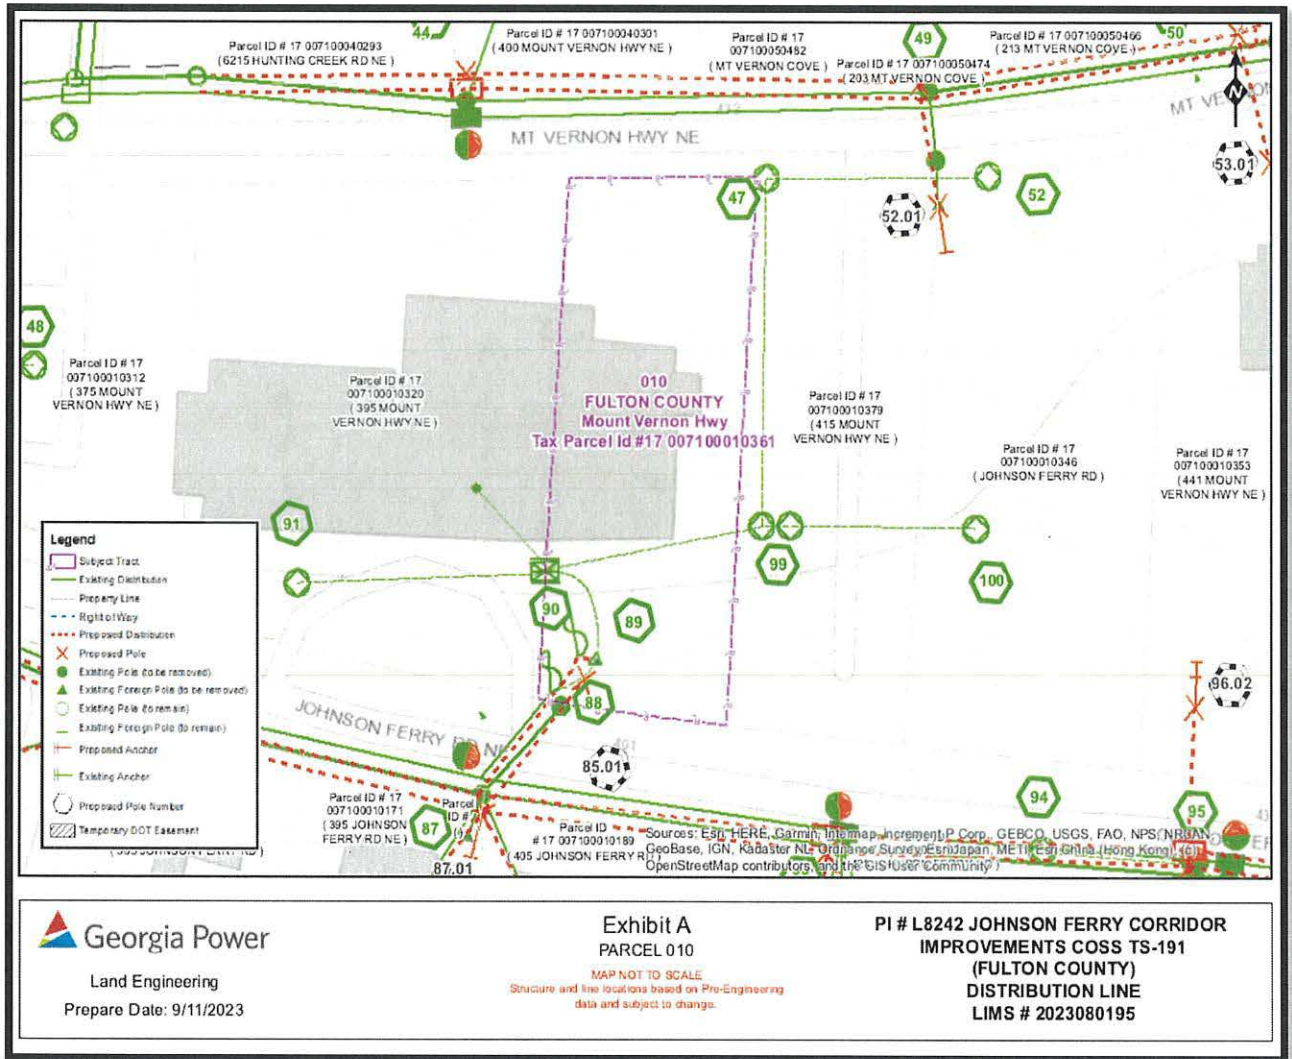 44
Parcel ID # 17 007100040293
(6215 HUNTING CREEK RD NE)
Parcel ID # 17 007100040301
(400 MOUNT VERNON HWY NE)
Parcel ID # 17
007100050482
(MT VERNON COVE)
49
Parcel ID # 17 007100050474
(203 MT VERNON COVE)
Parcel ID # 17 007100050466
(213 MT VERNON COVE)
50
MT VERNON HWY NE
N
53.01
47
52
52.01
48
Parcel ID # 17
007100010312
(375 MOUNT
VERNON HWY NE)
Parcel ID # 17
007100010320
(395 MOUNT
VERNON HWY NE)
010
FULTON COUNTY
Mount Vernon Hwy
Tax Parcel Id #17 007100010361
Parcel ID # 17
007100010379
(415 MOUNT
VERNON HWY NE)
Parcel ID # 17
007100010346
(JOHNSON FERRY RD)
Parcel ID # 17
007100010353
(441 MOUNT
VERNON HWY NE)
91
99
100
90
89
88
96.02
Legend
Subject Tract
Existing Distribution
Property Line
Right of Way
Proposed Distribution
Proposed Pole
Existing Pole (to be removed)
Existing Foreign Pole (to be removed)
Existing Pole (to remain)
Existing Foreign Pole (to remain)
Proposed Anchor
Existing Anchor
Proposed Pole Number
Temporary DOT Easement
JOHNSON FERRY RD NE
85.01
94
95
Parcel ID # 17
007100010171
(395 JOHNSON
FERRY RD NE)
87
Parcel
ID #
Parcel ID
# 17 007100010189
(405 JOHNSON FERRY RD)
87.01
Sources: Esri, HERE, Garmin, Intermap, increment P Corp., GEBCO, USGS, FAO, NPS, NRCAN,
GeoBase, IGN, Kadaster NL, Ordnance Survey, Esri Japan, METI, Esri China (Hong Kong), (c)
OpenStreetMap contributors, and the GIS User Community
Georgia Power
Land Engineering
Prepare Date: 9/11/2023
Exhibit A
PARCEL 010
MAP NOT TO SCALE
Structure and line locations based on Pre-Engineering
data and subject to change.
PI # L8242 JOHNSON FERRY CORRIDOR
IMPROVEMENTS COSS TS-191
(FULTON COUNTY)
DISTRIBUTION LINE
LIMS # 2023080195